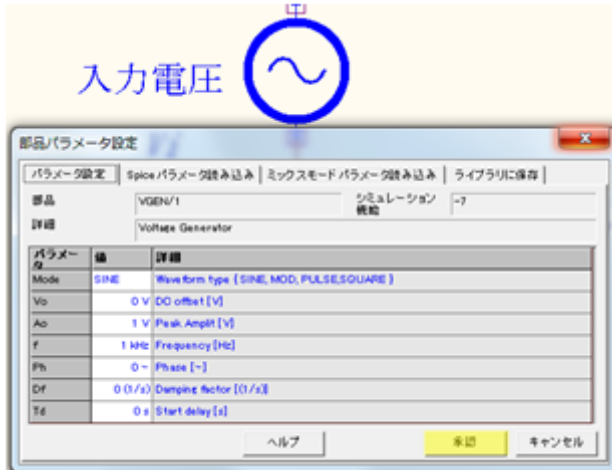 入力電圧
部品パラメータ設定
パラメータ設定 Spiceパラメータ読み込み ミックスモードパラメータ読み込み ライブラリに保存
部品 VGEN/1 シミュレーション機能 -7
詳細 Voltage Generator
パラメータ 値 詳細
Mode SINE Waveform type { SINE, MOD, PULSE,SQUARE }
Vo 0 V DC offset [V]
Ao 1 V Peak Amplit [V]
f 1 kHz Frequency [Hz]
Ph 0 ~ Phase [~]
Df 0 (1/s) Damping factor [(1/s)]
Td 0 s Start delay [s]
ヘルプ 承認 キャンセル